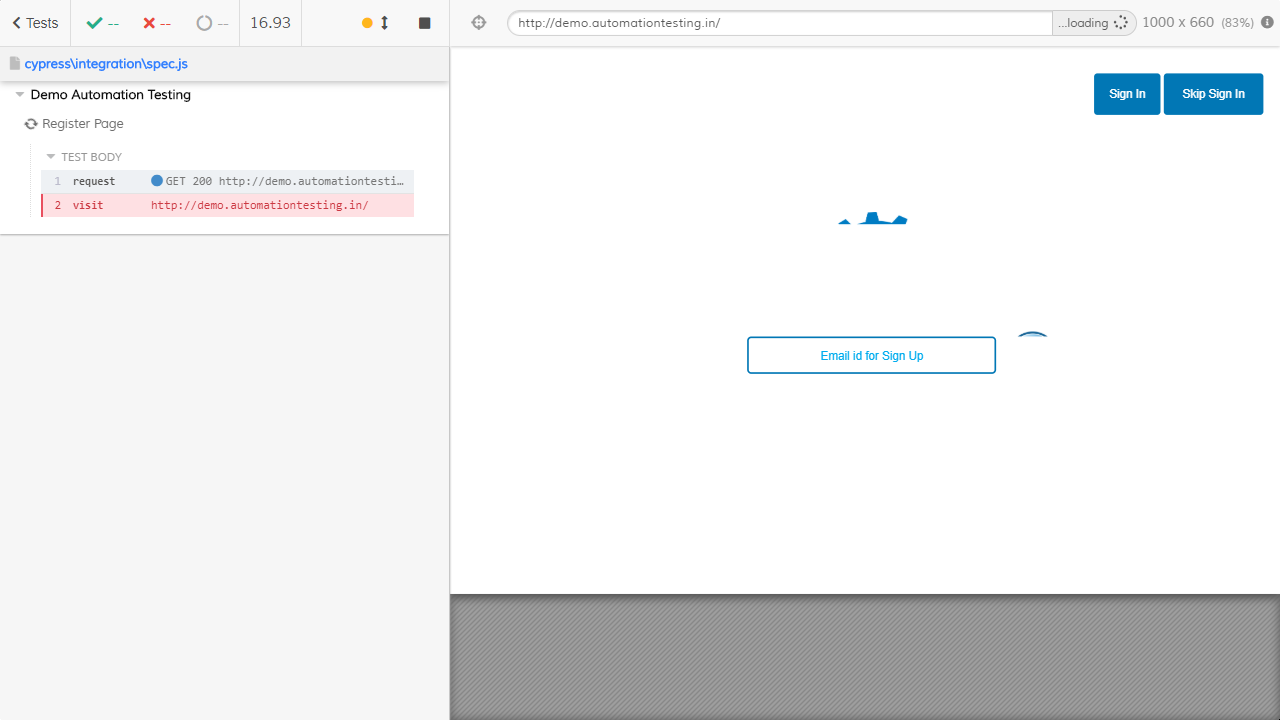 Tests -- -- -- 16.93
http://demo.automationtesting.in/ ...loading 1000 x 660 (83%)
cypress\integration\spec.js
Demo Automation Testing
Register Page
TEST BODY
1 request GET 200 http://demo.automationtesti...
2 visit http://demo.automationtesting.in/
Sign In Skip Sign In
Email id for Sign Up